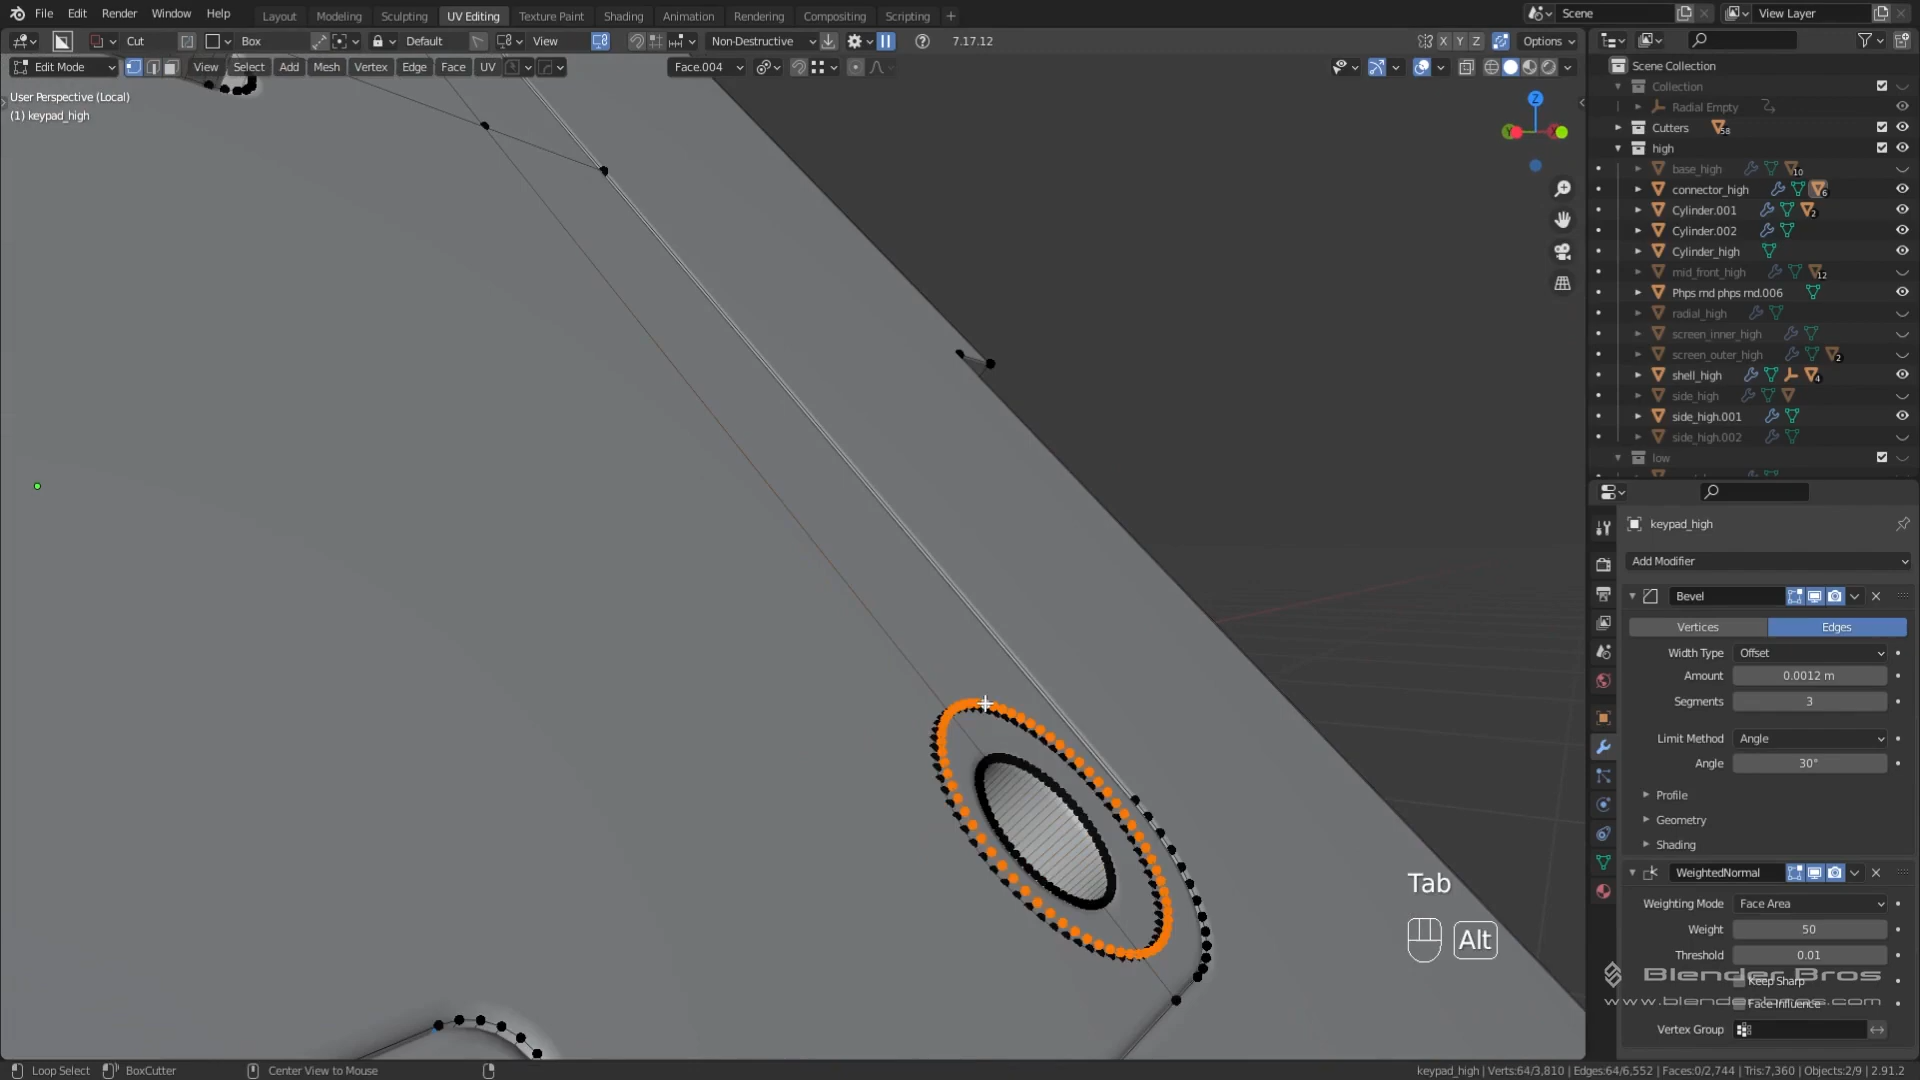 File Edit Render Window Help
Layout Modeling Sculpting UV Editing Texture Paint Shading Animation Rendering Compositing Scripting +
Scene
View Layer
Cut Box Default View Non-Destructive 7.17.12 X Y Z Options
Edit Mode View Select Add Mesh Vertex Edge Face UV Face.004
User Perspective (Local)
(1) keypad_high
Z
Scene Collection
Collection
Radial Empty
Cutters 58
high
base_high 10
connector_high 6
Cylinder.001 2
Cylinder.002
Cylinder_high
mid_front_high 12
Phps md phps md.006
radial_high
screen_inner_high
screen_outer_high 2
shell_high 4
side_high
side_high.001
side_high.002
low
keypad_high
Add Modifier
Bevel
Vertices Edges
Width Type Offset
Amount 0.0012 m
Segments 3
Limit Method Angle
Angle 30°
Profile
Geometry
Shading
WeightedNormal
Weighting Mode Face Area
Weight 50
Threshold 0.01
Keep Sharp
Blender Bros
www.blenderbros.com
Face Influence
Vertex Group
Tab
Alt
Loop Select BoxCutter Center View to Mouse
keypad_high | Verts:64/3,810 | Edges:64/6,552 | Faces:0/2,744 | Tris:7,360 | Objects:2/9 | 2.91.2